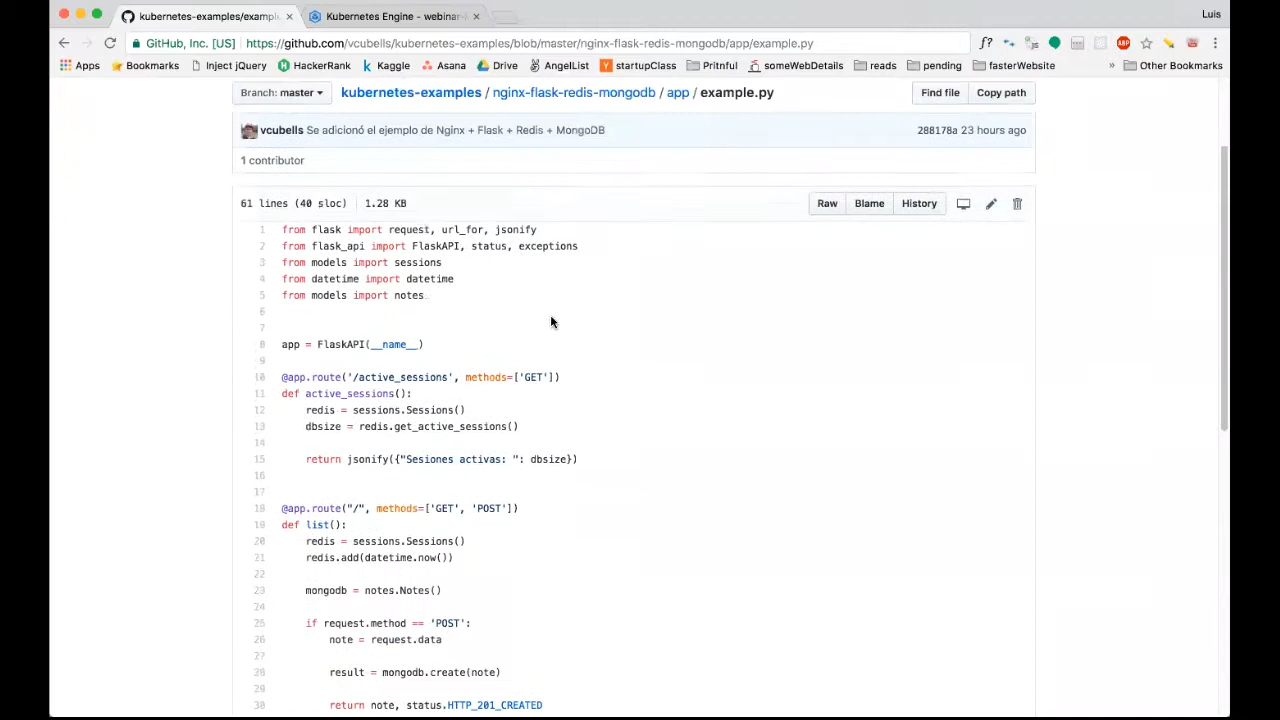 kubernetes-examples/exampl
Kubernetes Engine - webinar-
Luis
GitHub, Inc. [US]
https://github.com/vcubells/kubernetes-examples/blob/master/nginx-flask-redis-mongodb/app/example.py
f?
ABP
Apps
Bookmarks
Inject jQuery
HackerRank
Kaggle
Asana
Drive
AngelList
startupClass
Pritnful
someWebDetails
reads
pending
fasterWebsite
»
Other Bookmarks
Branch: master
kubernetes-examples / nginx-flask-redis-mongodb / app / example.py
Find file
Copy path
vcubells Se adicionó el ejemplo de Nginx + Flask + Redis + MongoDB
288178a 23 hours ago
1 contributor
61 lines (40 sloc)
1.28 KB
Raw
Blame
History
1 from flask import request, url_for, jsonify
2 from flask_api import FlaskAPI, status, exceptions
3 from models import sessions
4 from datetime import datetime
5 from models import notes
6
7
8 app = FlaskAPI(__name__)
9
10 @app.route('/active_sessions', methods=['GET'])
11 def active_sessions():
12 redis = sessions.Sessions()
13 dbsize = redis.get_active_sessions()
14
15 return jsonify({"Sesiones activas: ": dbsize})
16
17
18 @app.route("/", methods=['GET', 'POST'])
19 def list():
20 redis = sessions.Sessions()
21 redis.add(datetime.now())
22
23 mongodb = notes.Notes()
24
25 if request.method == 'POST':
26 note = request.data
27
28 result = mongodb.create(note)
29
30 return note, status.HTTP_201_CREATED